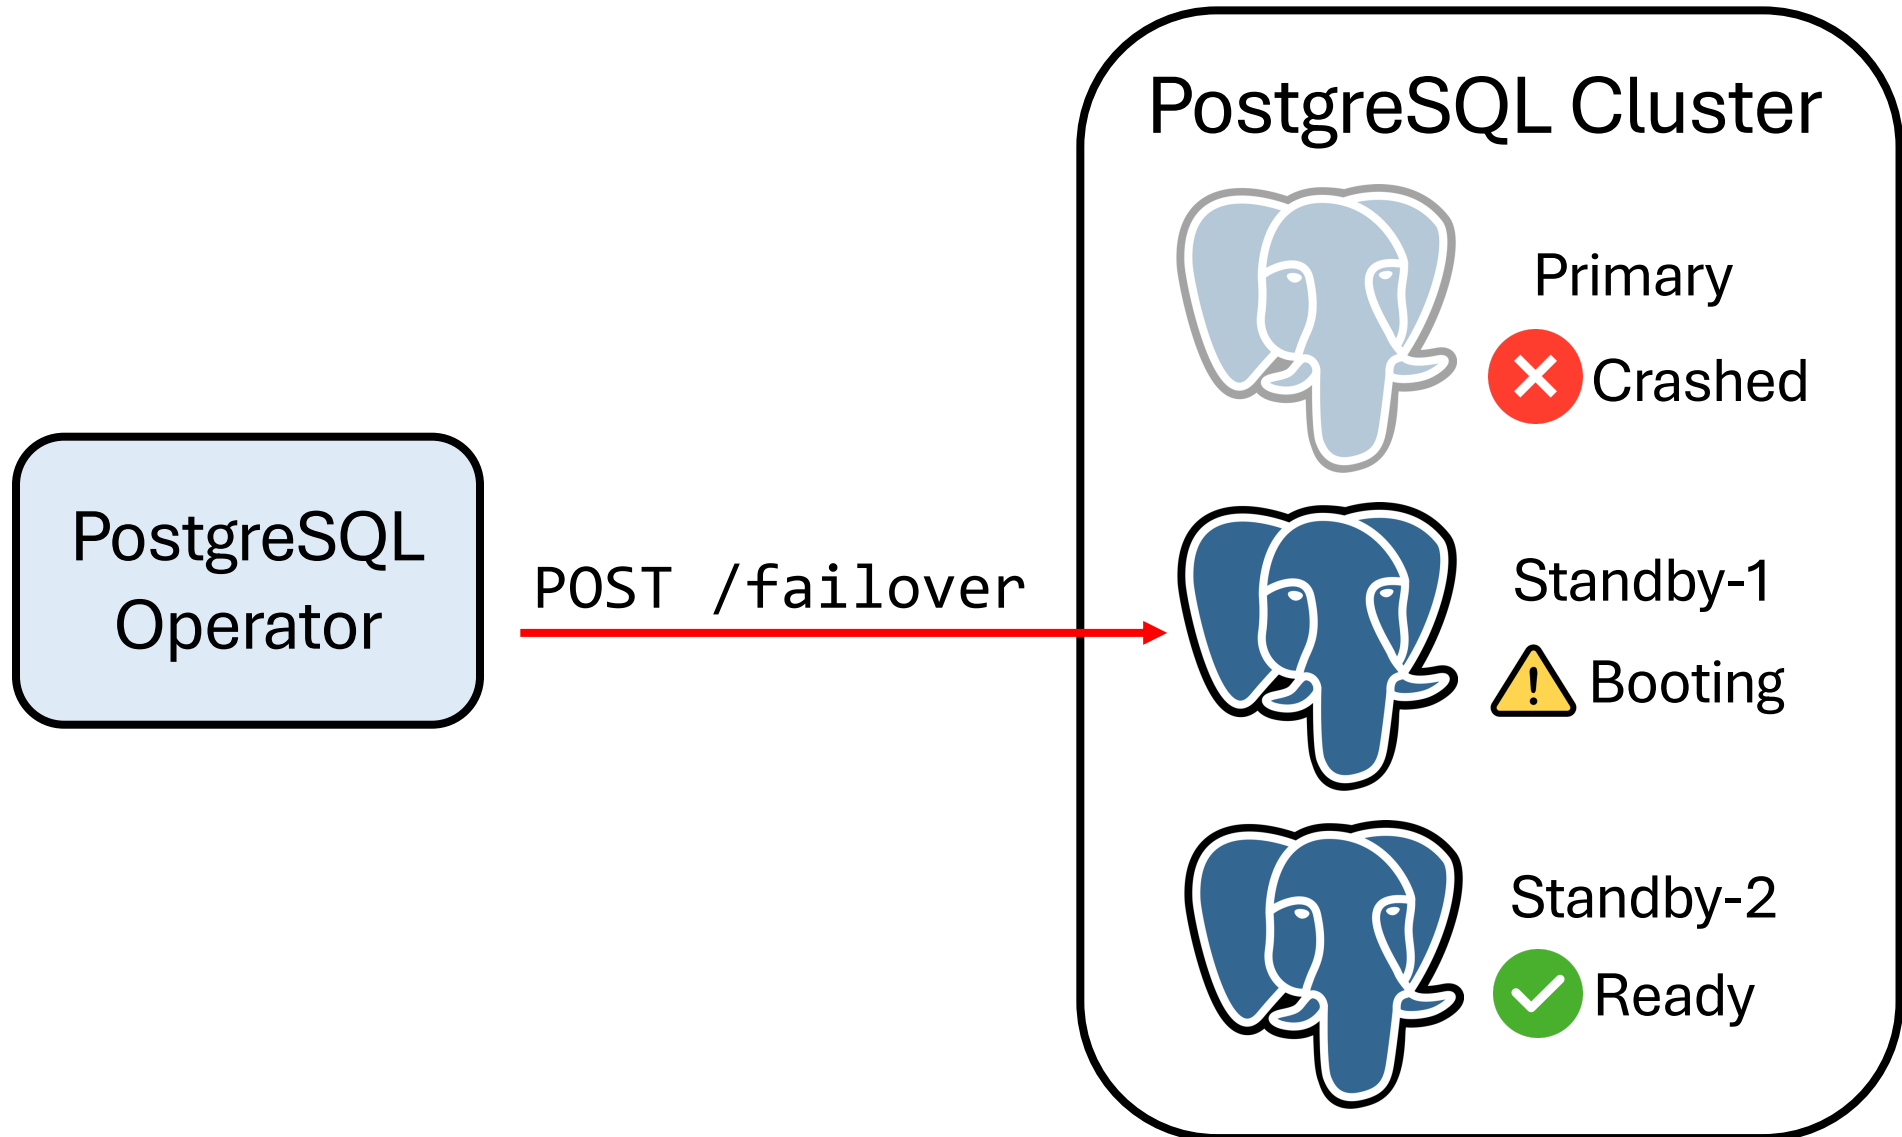 PostgreSQL Cluster
Primary
Crashed
PostgreSQL
Operator
POST /failover
Standby-1
! Booting
Standby-2
Ready